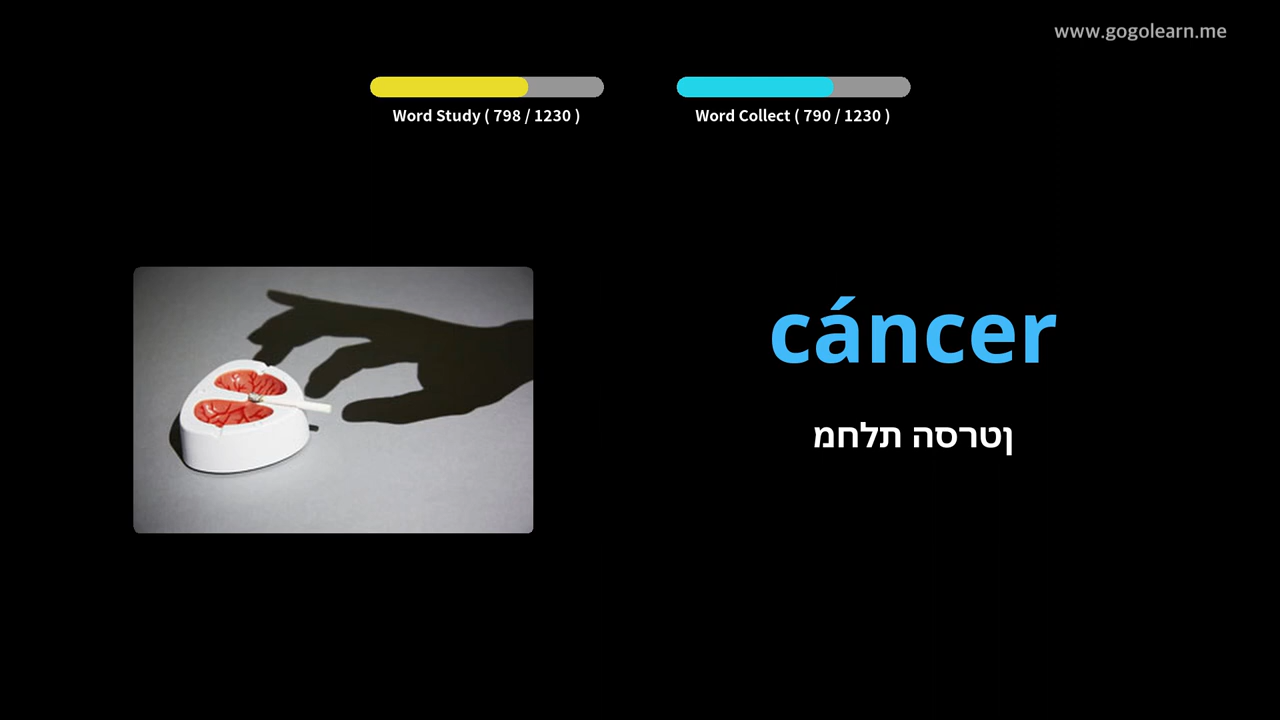 www.gogolearn.me
Word Study ( 798 / 1230 )
Word Collect ( 790 / 1230 )
cáncer
ןטרסה תלחמ